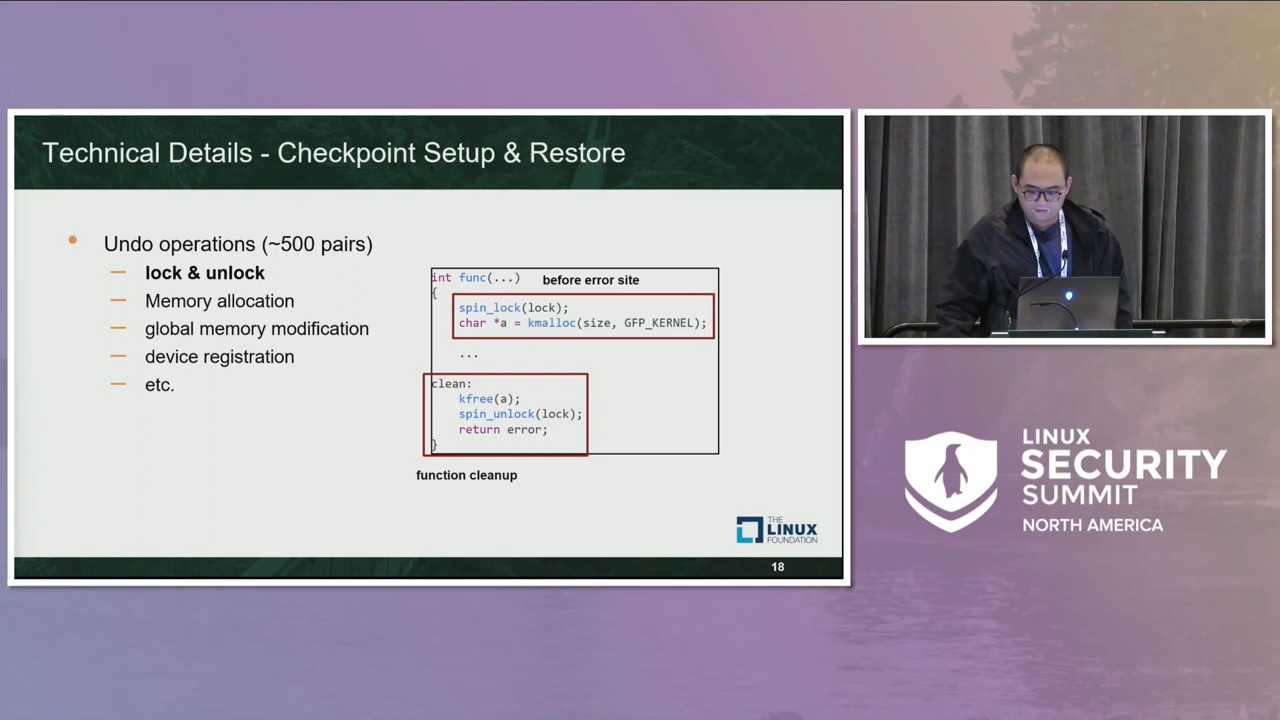 Technical Details - Checkpoint Setup & Restore
Undo operations (~500 pairs)
lock & unlock
Memory allocation
global memory modification
device registration
etc.
int func(...)
before error site
{
spin_lock(lock);
char *a = kmalloc(size, GFP_KERNEL);
...
clean:
kfree(a);
spin_unlock(lock);
return error;
}
function cleanup
THE
LINUX
FOUNDATION
18
LINUX
SECURITY
SUMMIT
NORTH AMERICA